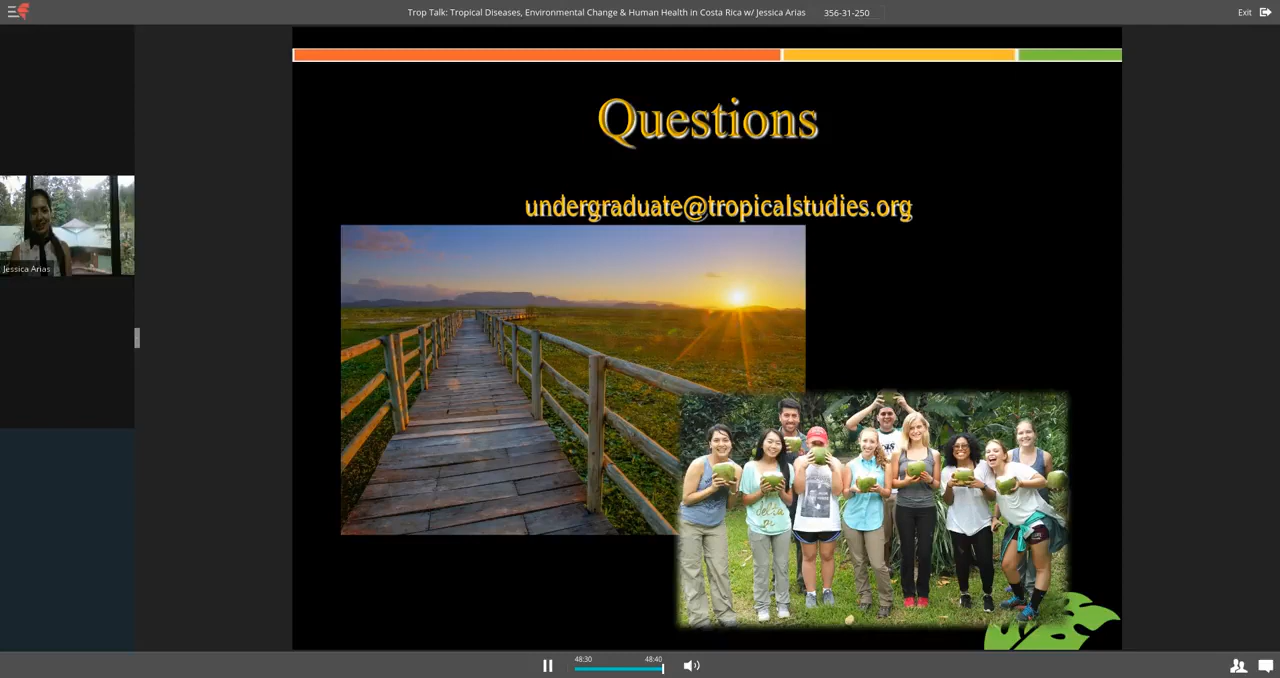 Trop Talk: Tropical Diseases, Environmental Change & Human Health in Costa Rica w/ Jessica Arias 356-31-250
Exit
Questions
undergraduate@tropicalstudies.org
Jessica Arias
48:30 48:40